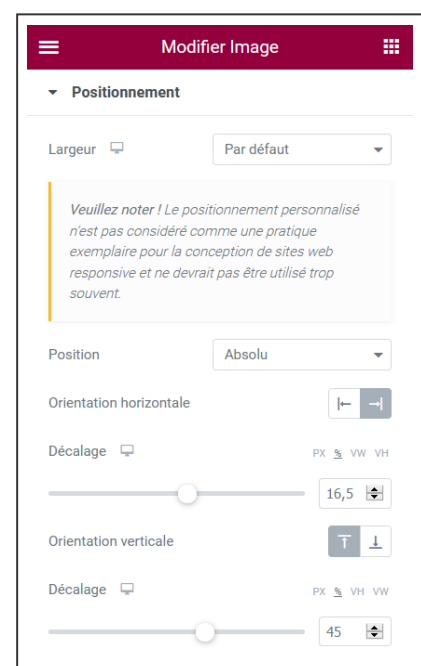 Modifier Image
Positionnement
Largeur Par défaut
Veuillez noter ! Le positionnement personnalisé
n'est pas considéré comme une pratique
exemplaire pour la conception de sites web
responsive et ne devrait pas être utilisé trop
souvent.
Position Absolu
Orientation horizontale
Décalage PX % VW VH
16,5
Orientation verticale
Décalage PX % VH VW
45